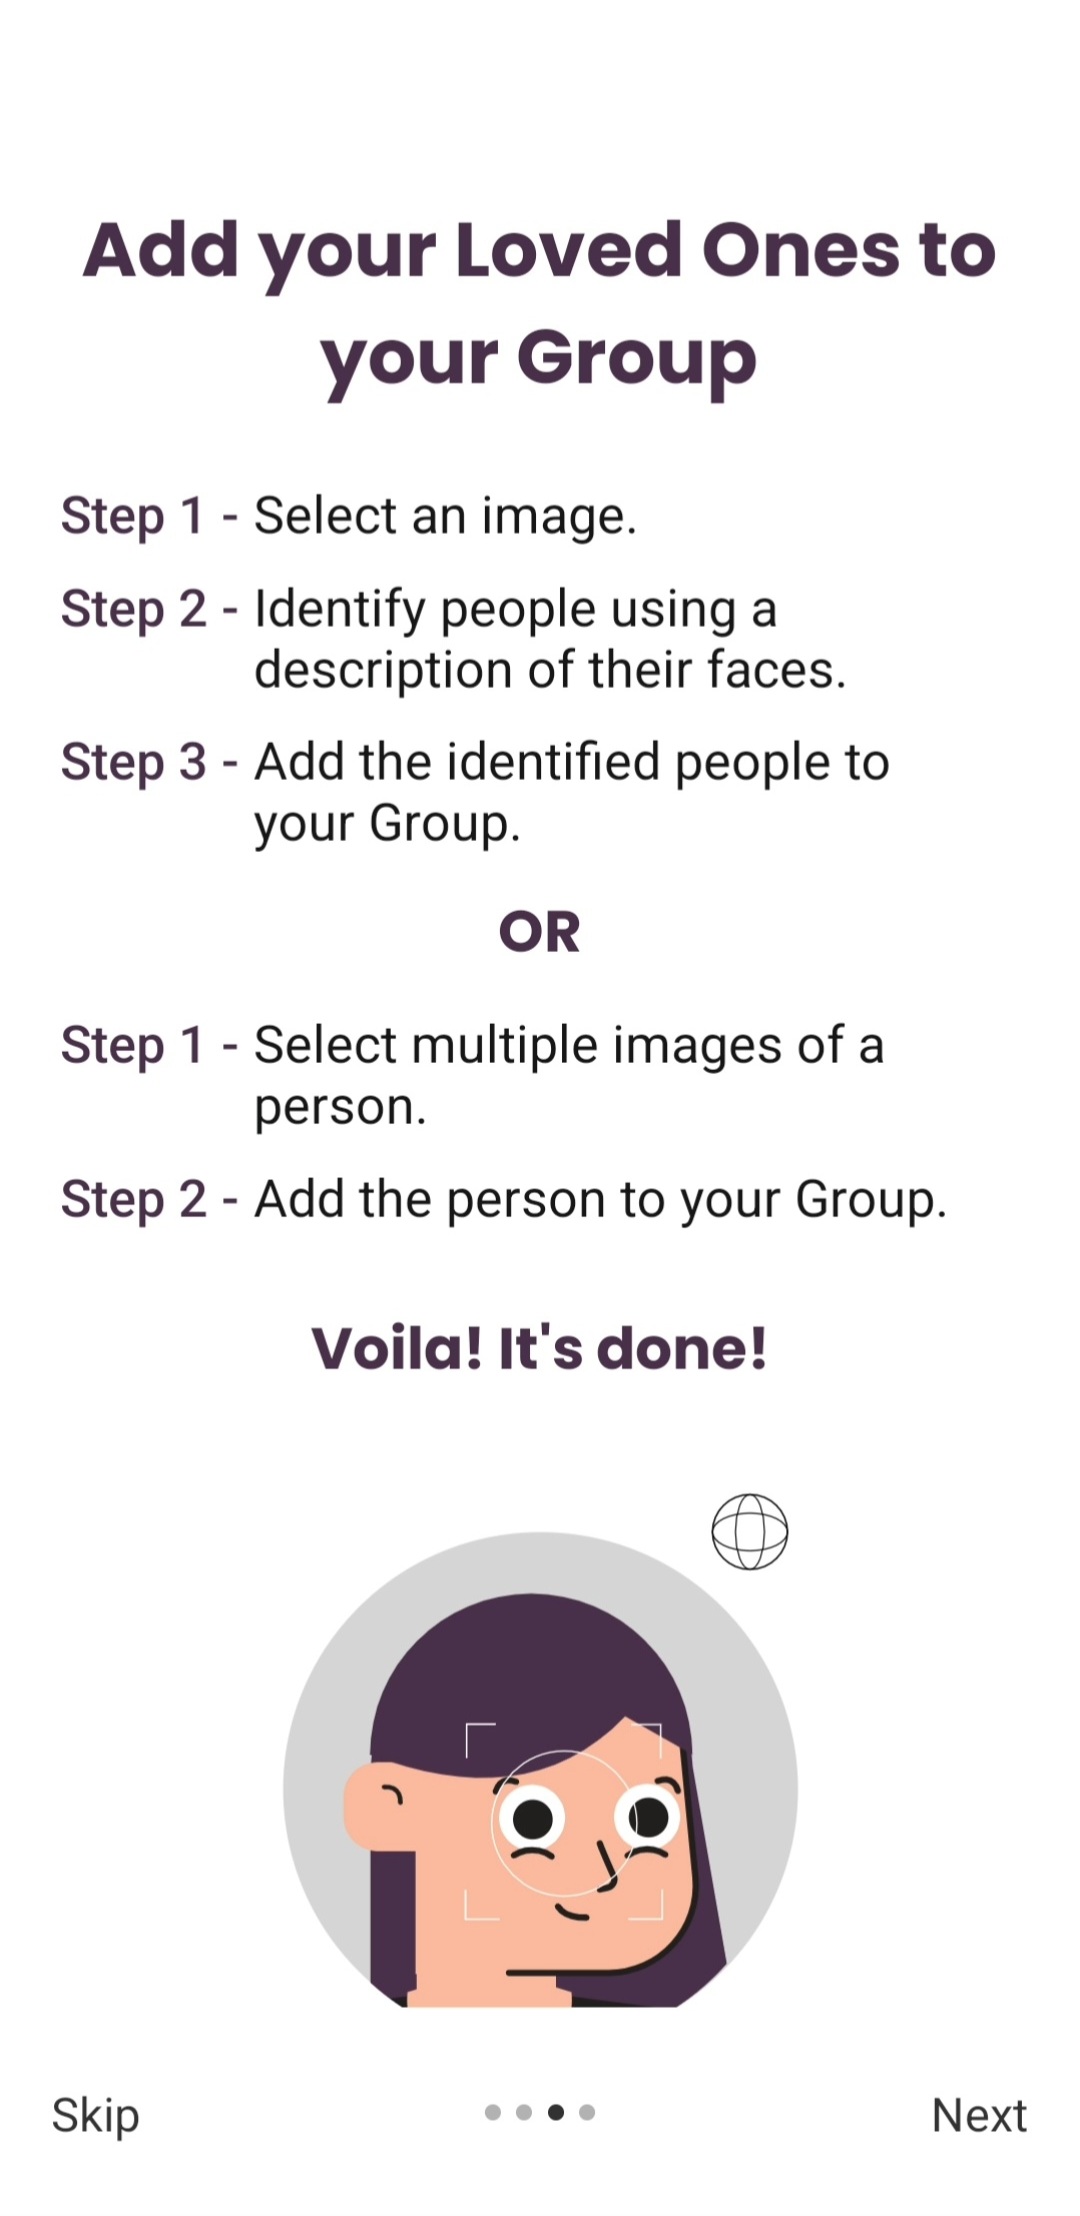 Add your Loved Ones to
your Group
Step 1 - Select an image.
Step 2 - Identify people using a
description of their faces.
Step 3 - Add the identified people to
your Group.
OR
Step 1 - Select multiple images of a
person.
Step 2 - Add the person to your Group.
Voila! It's done!
Skip
Next